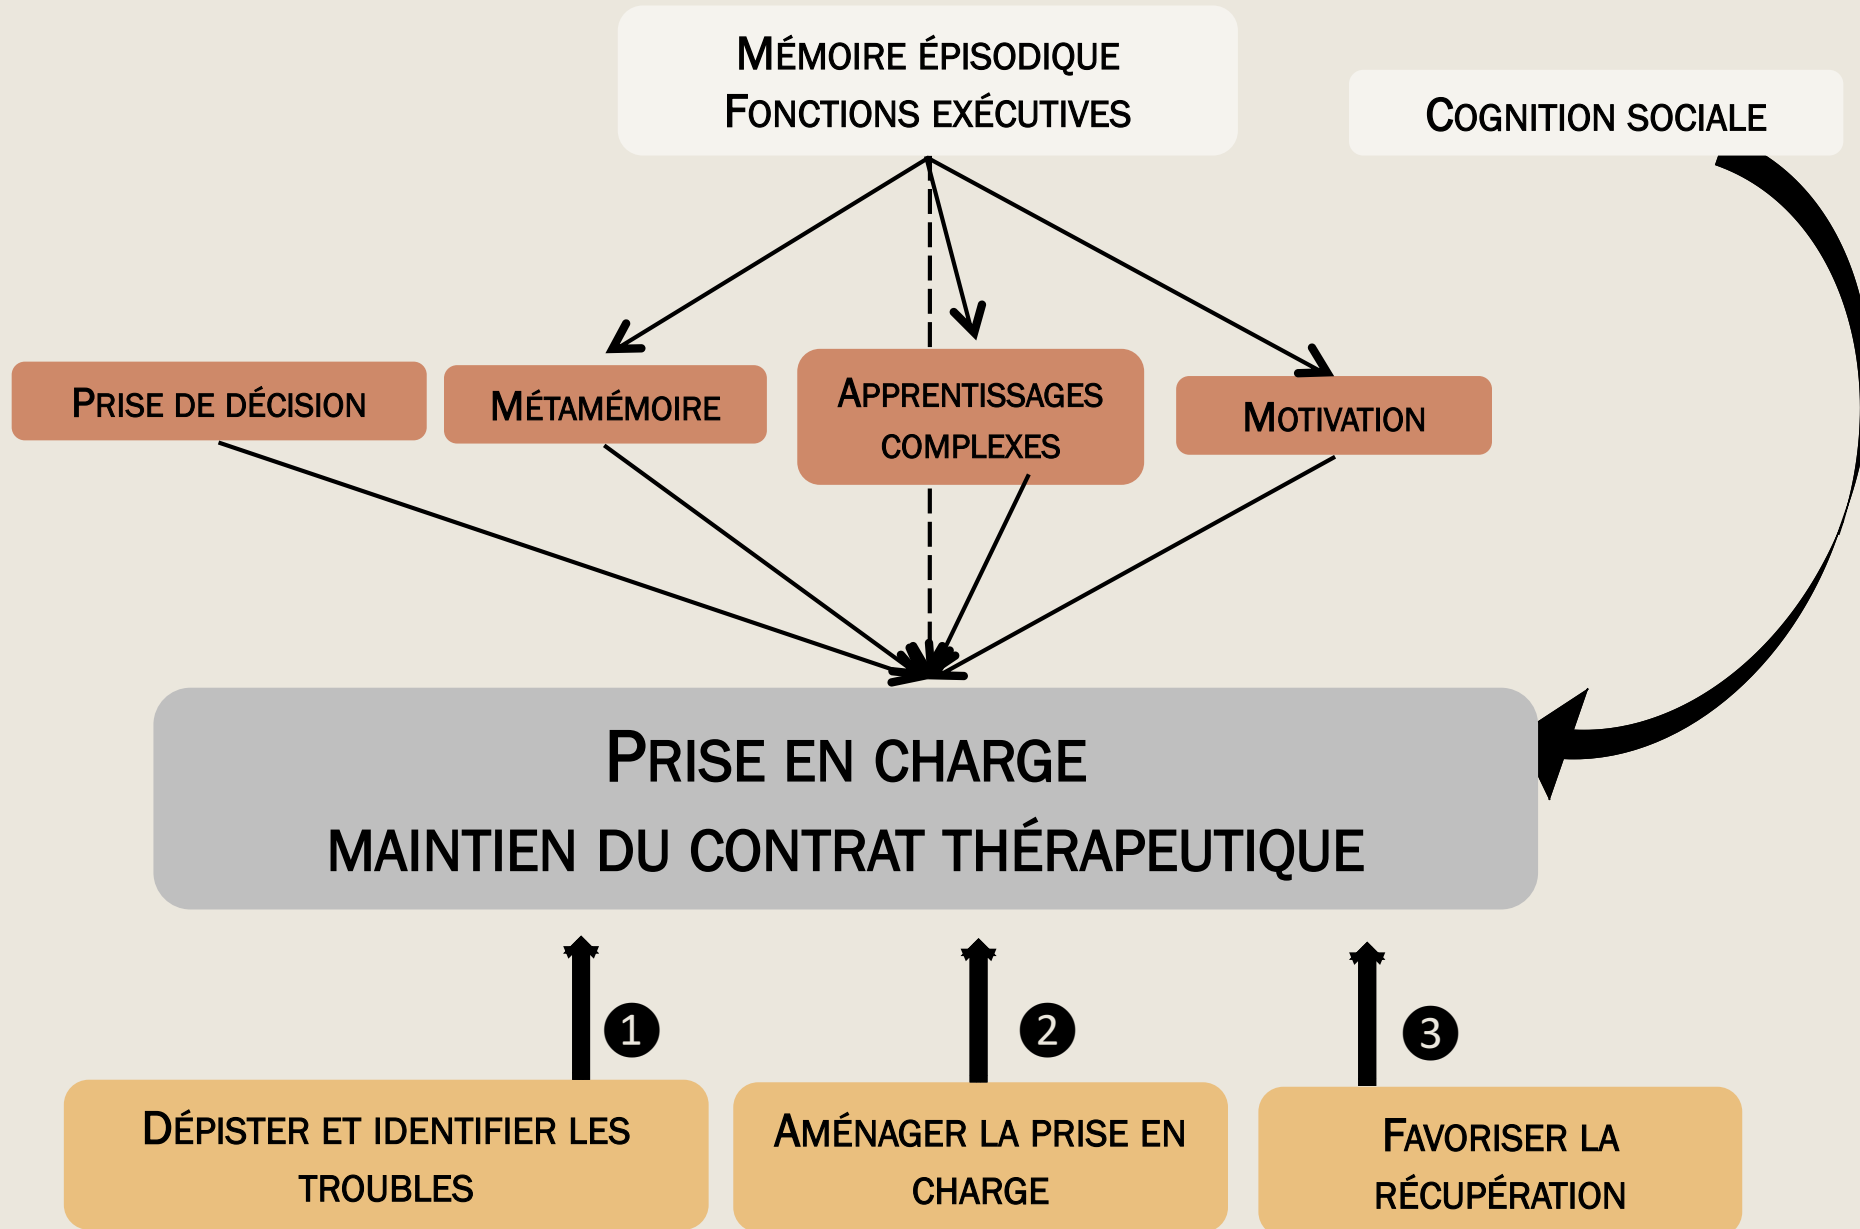 MÉMOIRE ÉPISODIQUE
FONCTIONS EXÉCUTIVES
COGNITION SOCIALE
PRISE DE DÉCISION
MÉTAMÉMOIRE
APPRENTISSAGES
COMPLEXES
MOTIVATION
PRISE EN CHARGE
MAINTIEN DU CONTRAT THÉRAPEUTIQUE
1
2
3
DÉPISTER ET IDENTIFIER LES
TROUBLES
AMÉNAGER LA PRISE EN
CHARGE
FAVORISER LA
RÉCUPÉRATION